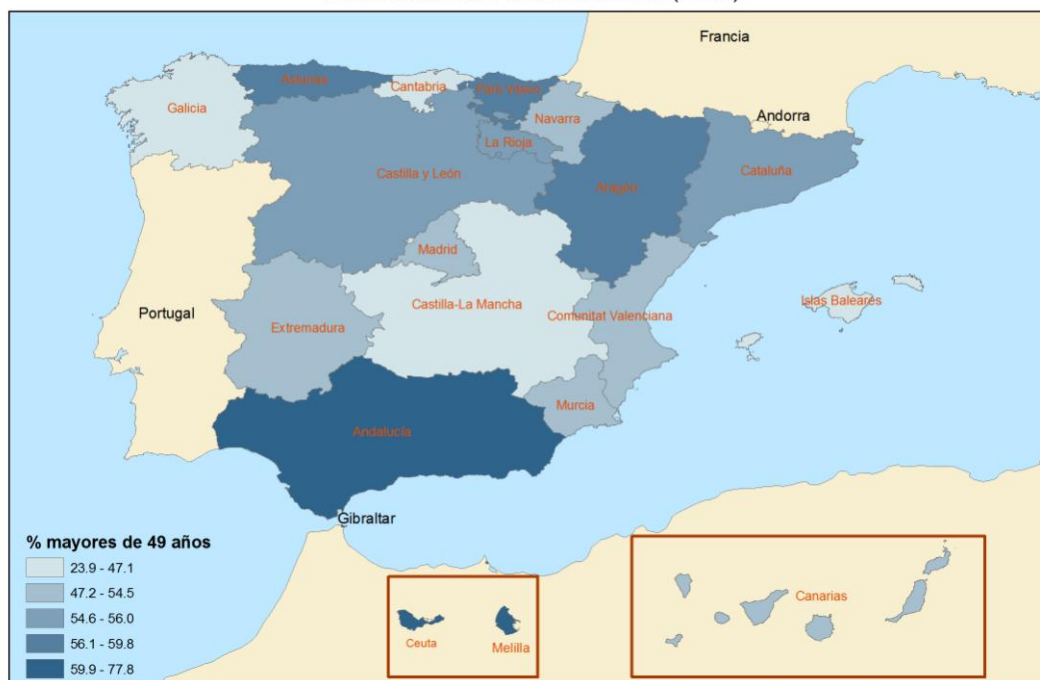 Francia
Asturias
Cantabria
País Vasco
Galicia
Navarra
Andorra
La Rioja
Castilla y León
Aragón
Cataluña
Madrid
Castilla-La Mancha
Islas Baleares
Portugal
Extremadura
Comunitat Valenciana
Murcia
Andalucía
Gibraltar
% mayores de 49 años
23.9 - 47.1
47.2 - 54.5
54.6 - 56.0
56.1 - 59.8
59.9 - 77.8
Ceuta
Melilla
Canarias